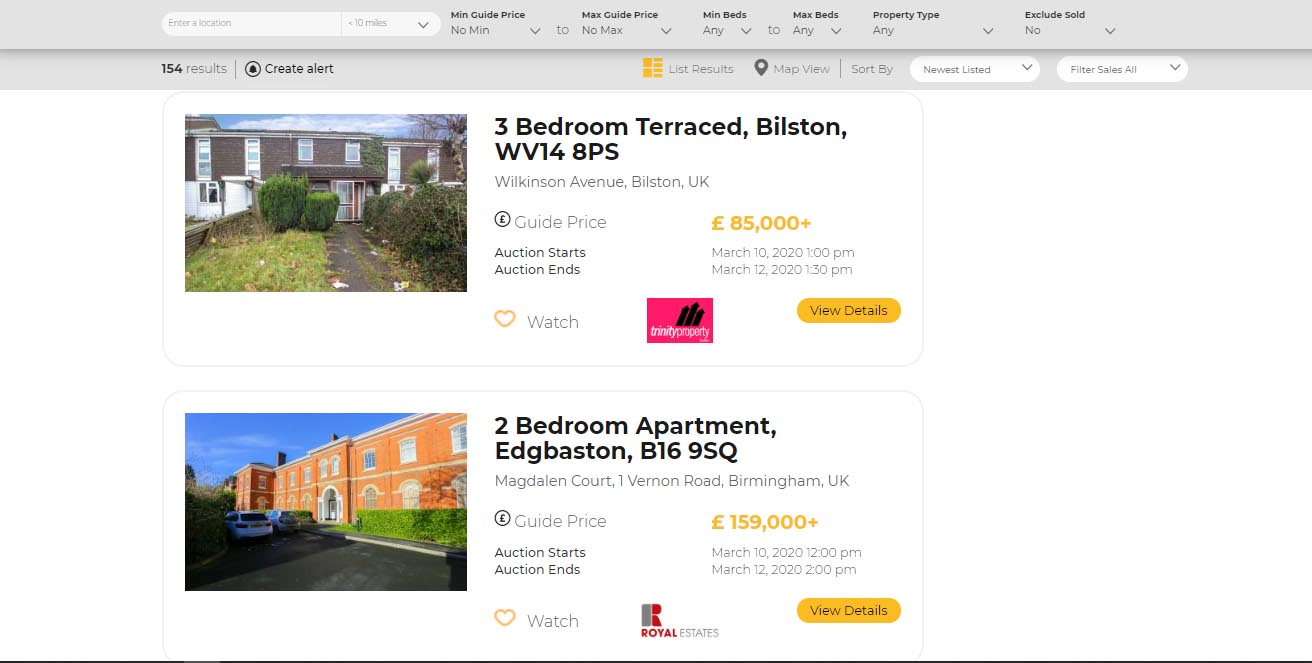 Enter a location
< 10 miles
Min Guide Price
No Min
to
Max Guide Price
No Max
Min Beds
Any
to
Max Beds
Any
Property Type
Any
Exclude Sold
No
154 results
Create alert
List Results
Map View
Sort By
Newest Listed
Filter Sales All
3 Bedroom Terraced, Bilston,
WV14 8PS
Wilkinson Avenue, Bilston, UK
£ Guide Price
£ 85,000+
Auction Starts
March 10, 2020 1:00 pm
Auction Ends
March 12, 2020 1:30 pm
Watch
trinityproperty
View Details
2 Bedroom Apartment,
Edgbaston, B16 9SQ
Magdalen Court, 1 Vernon Road, Birmingham, UK
£ Guide Price
£ 159,000+
Auction Starts
March 10, 2020 12:00 pm
Auction Ends
March 12, 2020 2:00 pm
Watch
R
ROYAL ESTATES
View Details